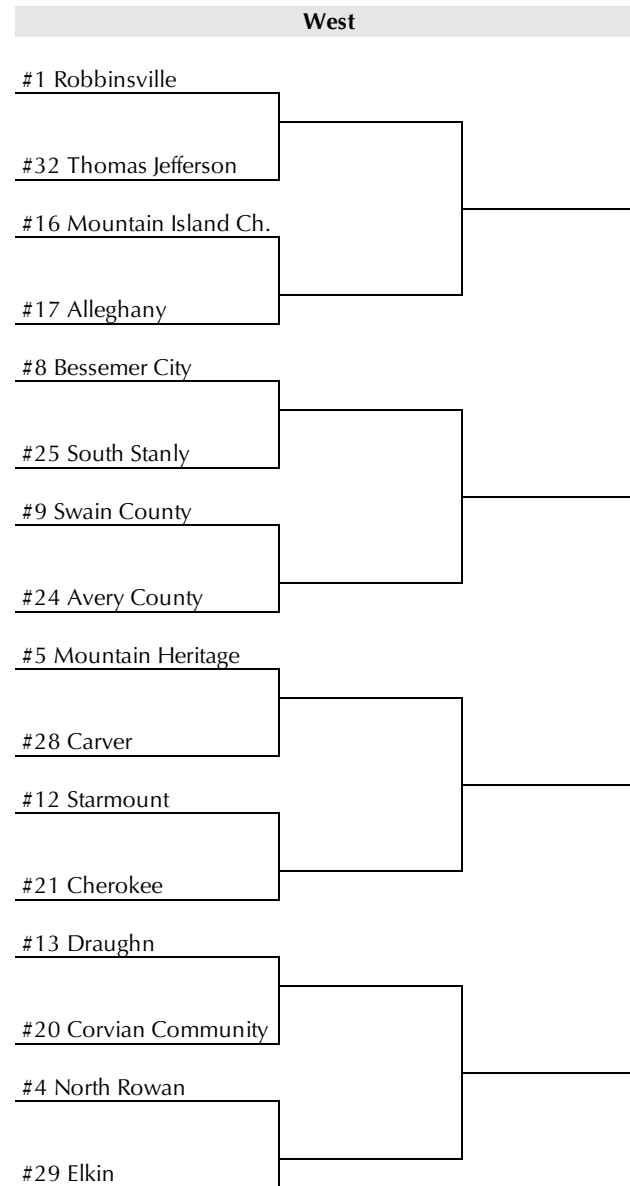 West
#1 Robbinsville
#32 Thomas Jefferson
#16 Mountain Island Ch.
#17 Alleghany
#8 Bessemer City
#25 South Stanly
#9 Swain County
#24 Avery County
#5 Mountain Heritage
#28 Carver
#12 Starmount
#21 Cherokee
#13 Draughn
#20 Corvian Community
#4 North Rowan
#29 Elkin